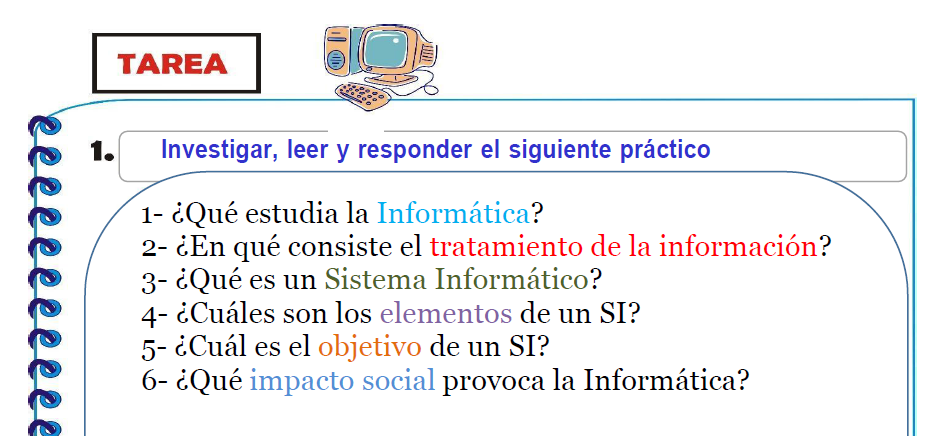 TAREA
1. Investigar, leer y responder el siguiente práctico
1- ¿Qué estudia la Informática?
2- ¿En qué consiste el tratamiento de la información?
3- ¿Qué es un Sistema Informático?
4- ¿Cuáles son los elementos de un SI?
5- ¿Cuál es el objetivo de un SI?
6- ¿Qué impacto social provoca la Informática?